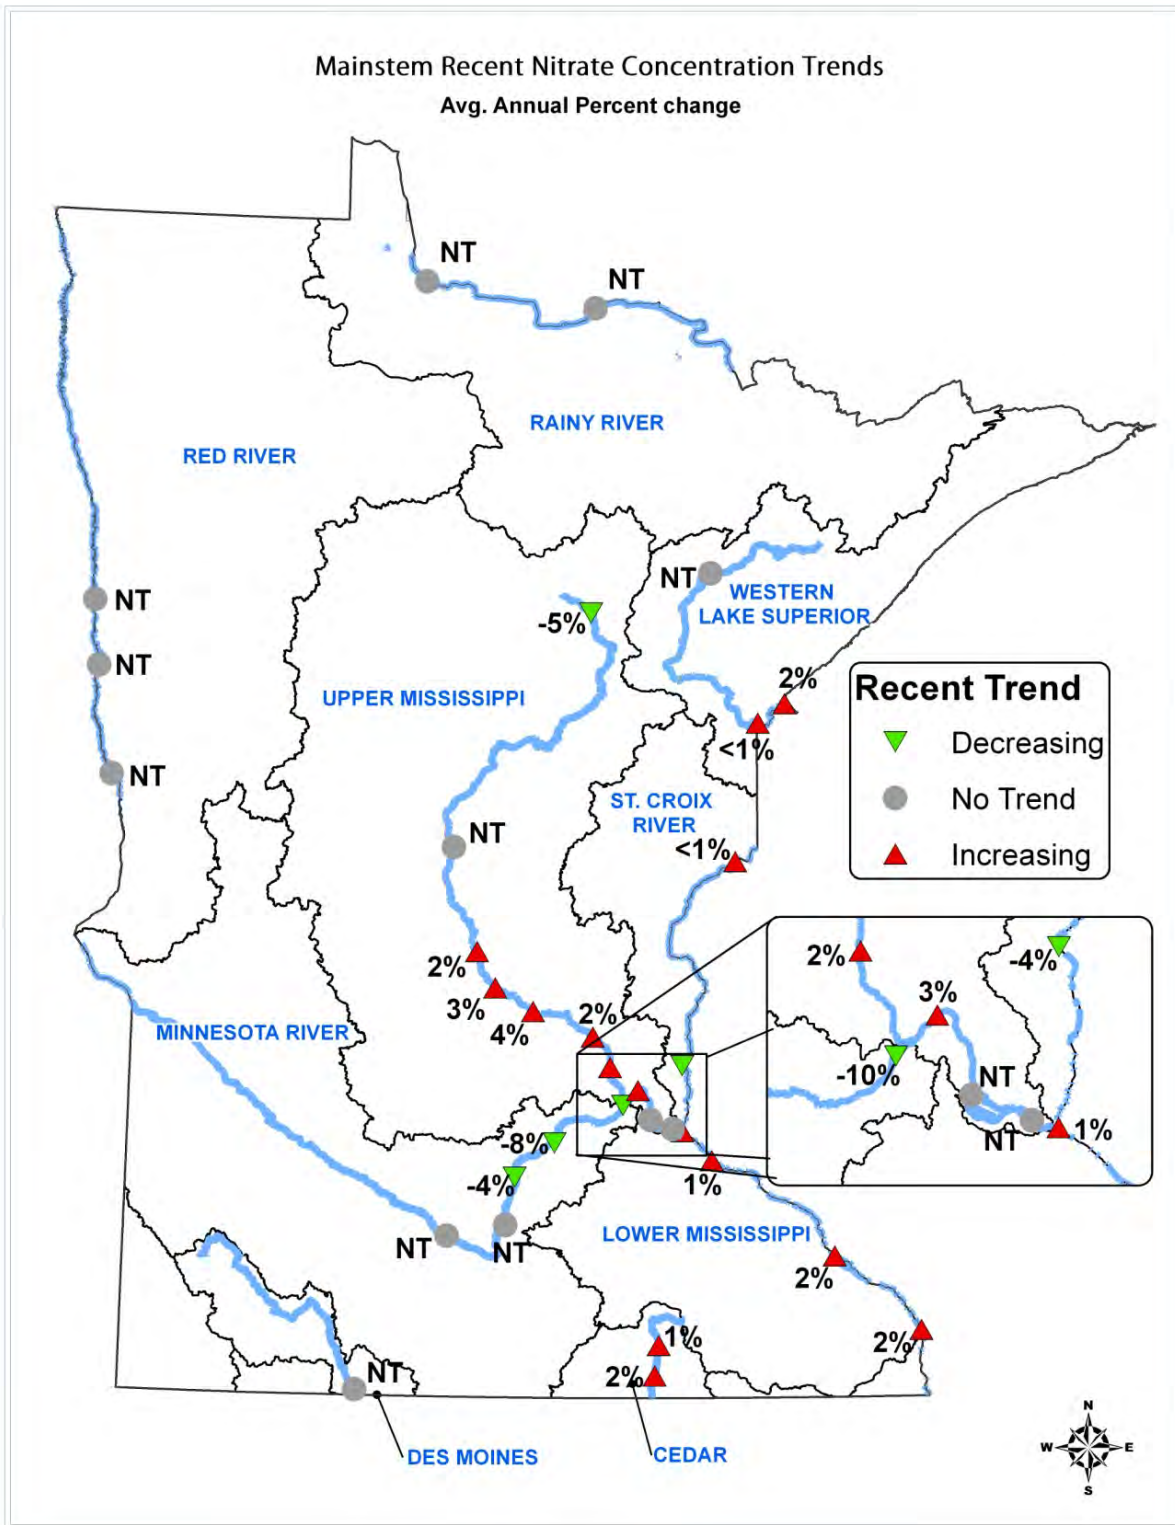 Mainstem Recent Nitrate Concentration Trends
Avg. Annual Percent change
NT
NT
RAINY RIVER
RED RIVER
NT
WESTERN
LAKE SUPERIOR
NT
-5%
NT
2%
UPPER MISSISSIPPI
<1%
NT
ST. CROIX
RIVER
<1%
NT
Recent Trend
Decreasing
No Trend
Increasing
2%
3%
4%
2%
MINNESOTA RIVER
2%
-4%
3%
-10%
NT
NT
1%
-8%
-4%
1%
NT
NT
LOWER MISSISSIPPI
2%
2%
1%
2%
NT
DES MOINES
CEDAR
N
W
E
S